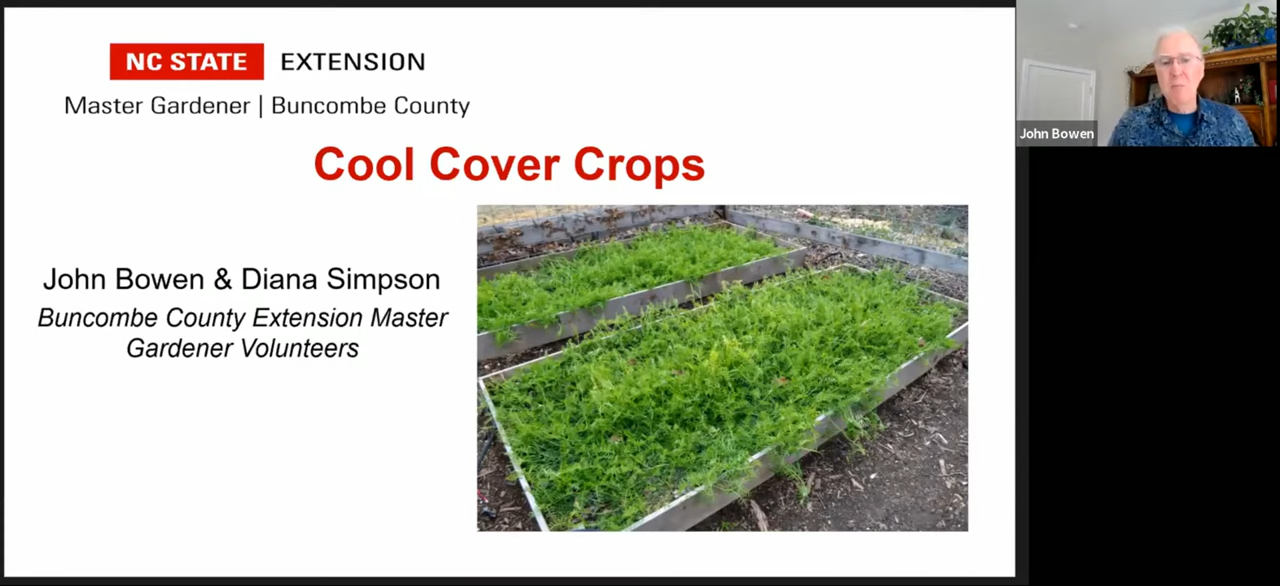 NC STATE EXTENSION
Master Gardener | Buncombe County
Cool Cover Crops
John Bowen & Diana Simpson
Buncombe County Extension Master
Gardener Volunteers
John Bowen